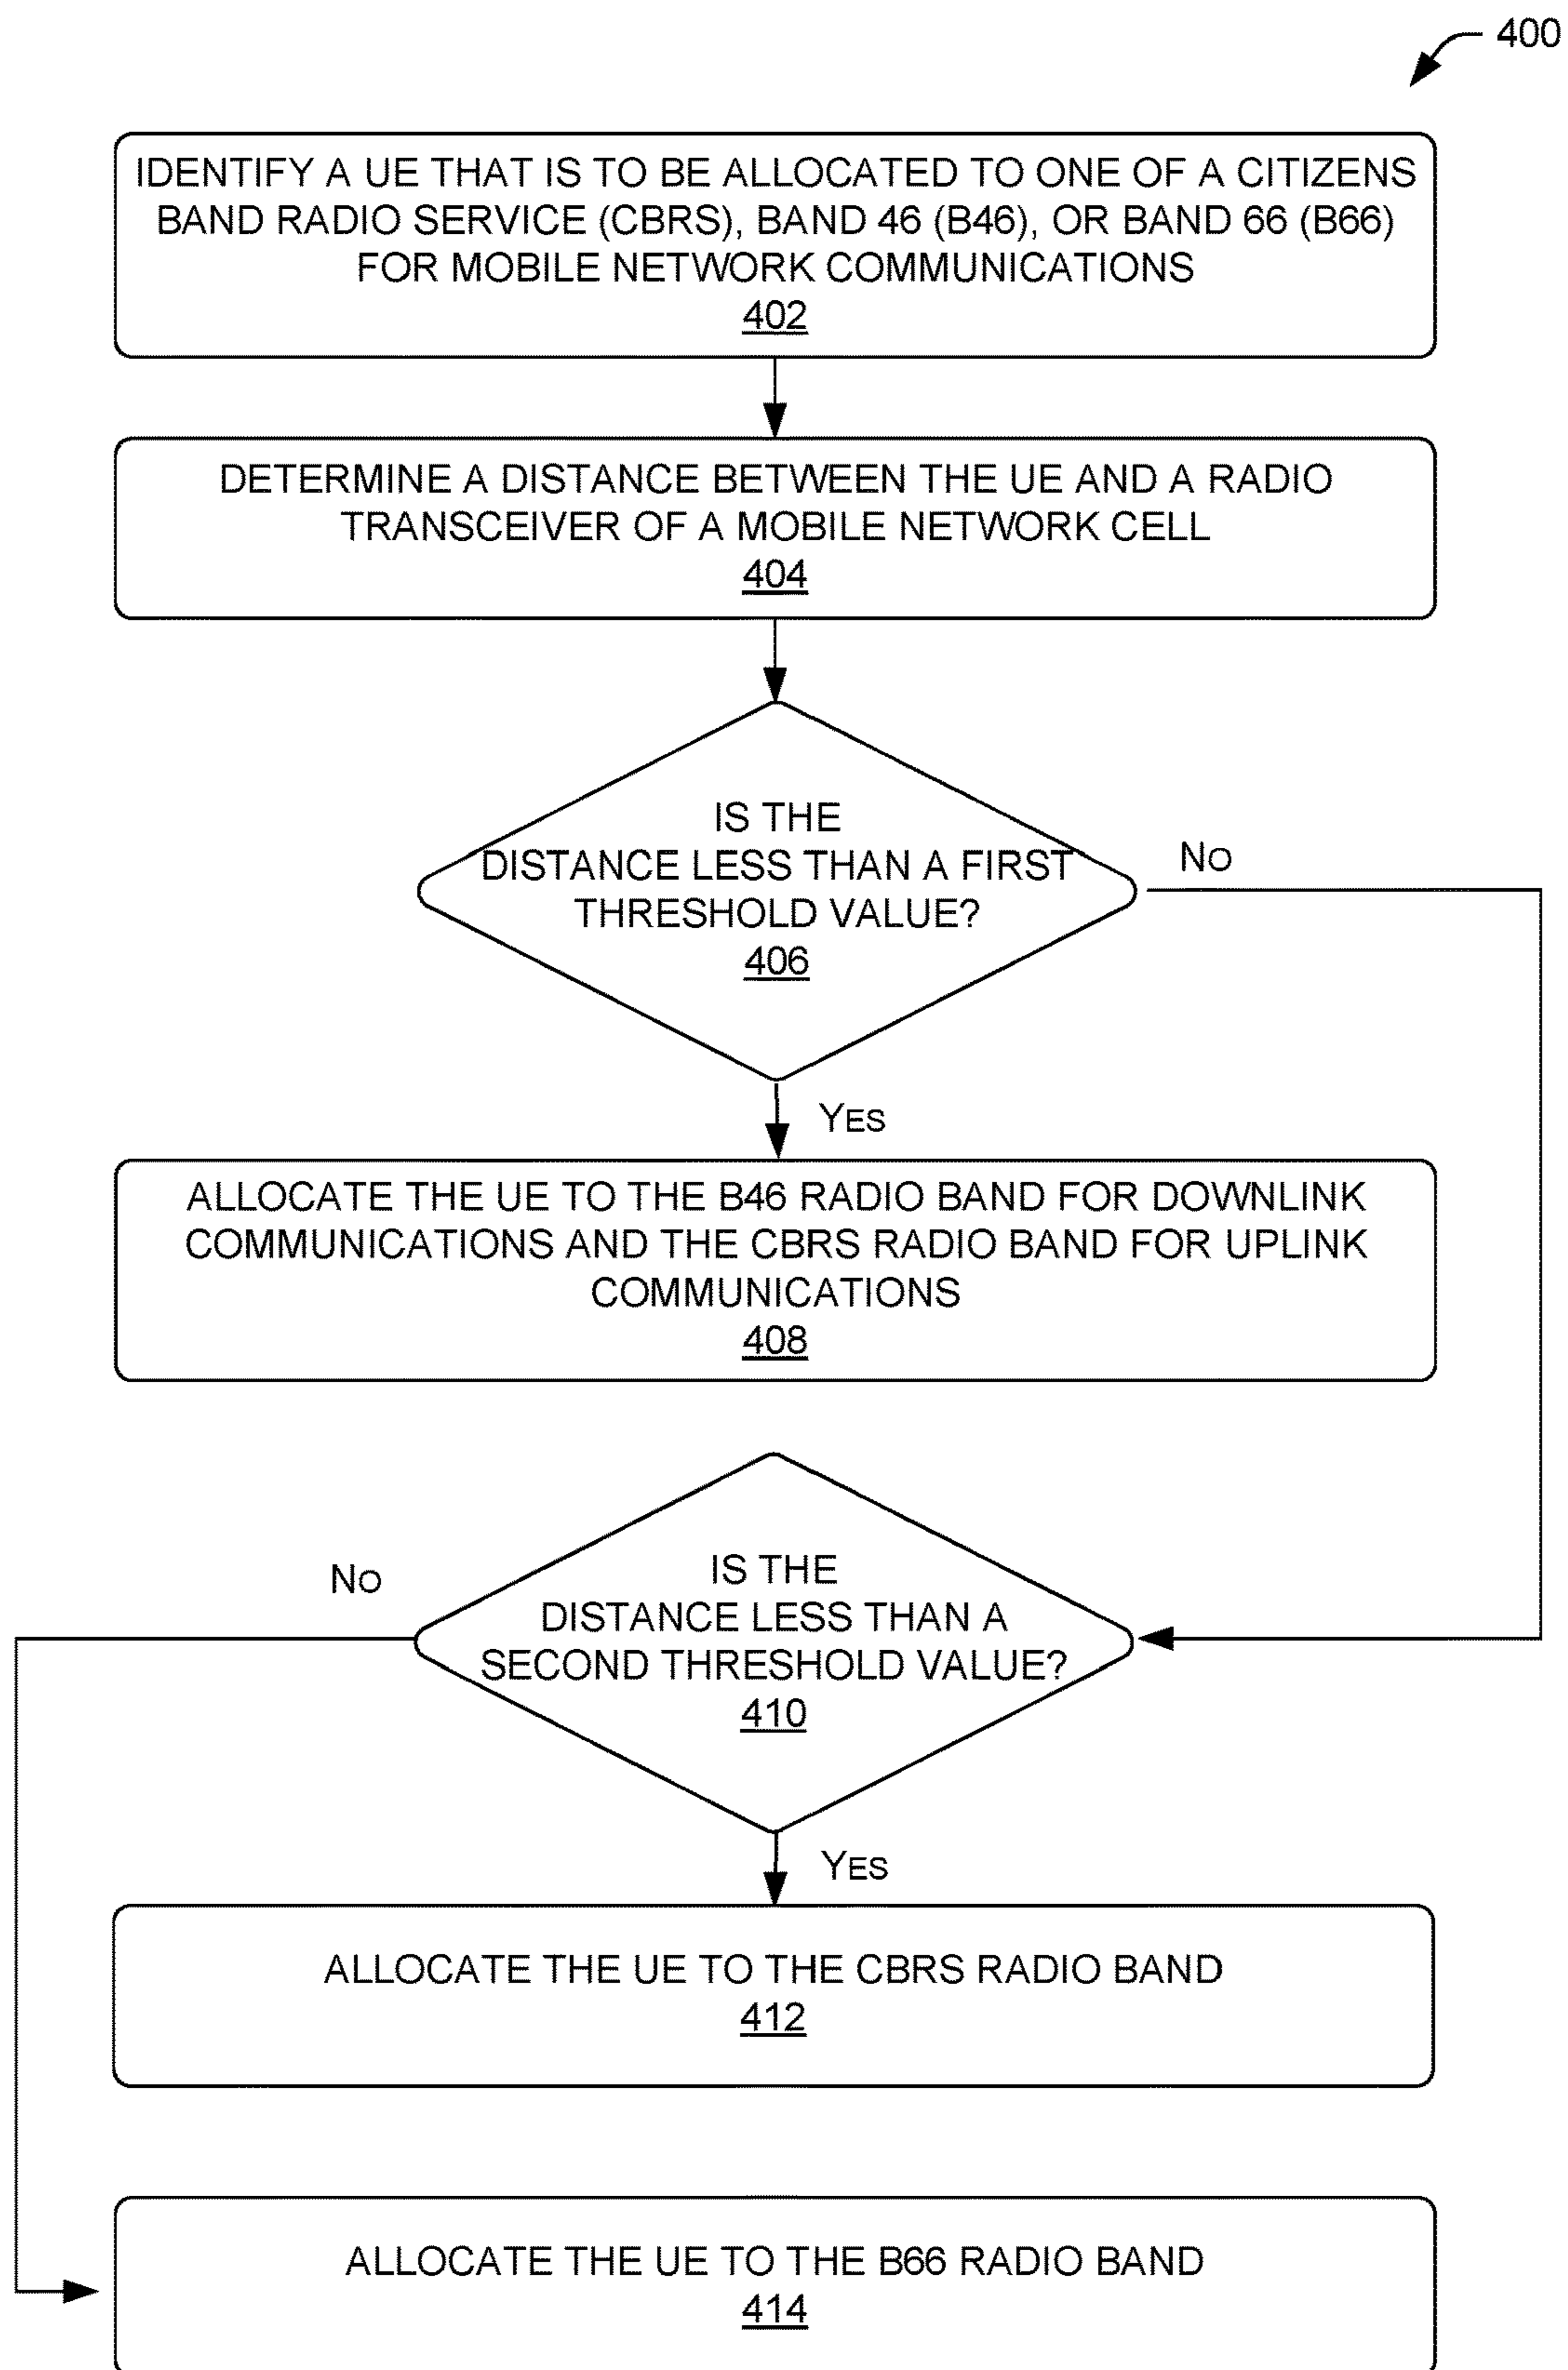 400
IDENTIFY A UE THAT IS TO BE ALLOCATED TO ONE OF A CITIZENS
BAND RADIO SERVICE (CBRS), BAND 46 (B46), OR BAND 66 (B66)
FOR MOBILE NETWORK COMMUNICATIONS
402
DETERMINE A DISTANCE BETWEEN THE UE AND A RADIO
TRANSCEIVER OF A MOBILE NETWORK CELL
404
IS THE
DISTANCE LESS THAN A FIRST
THRESHOLD VALUE?
406
NO
YES
ALLOCATE THE UE TO THE B46 RADIO BAND FOR DOWNLINK
COMMUNICATIONS AND THE CBRS RADIO BAND FOR UPLINK
COMMUNICATIONS
408
NO
IS THE
DISTANCE LESS THAN A
SECOND THRESHOLD VALUE?
410
YES
ALLOCATE THE UE TO THE CBRS RADIO BAND
412
ALLOCATE THE UE TO THE B66 RADIO BAND
414